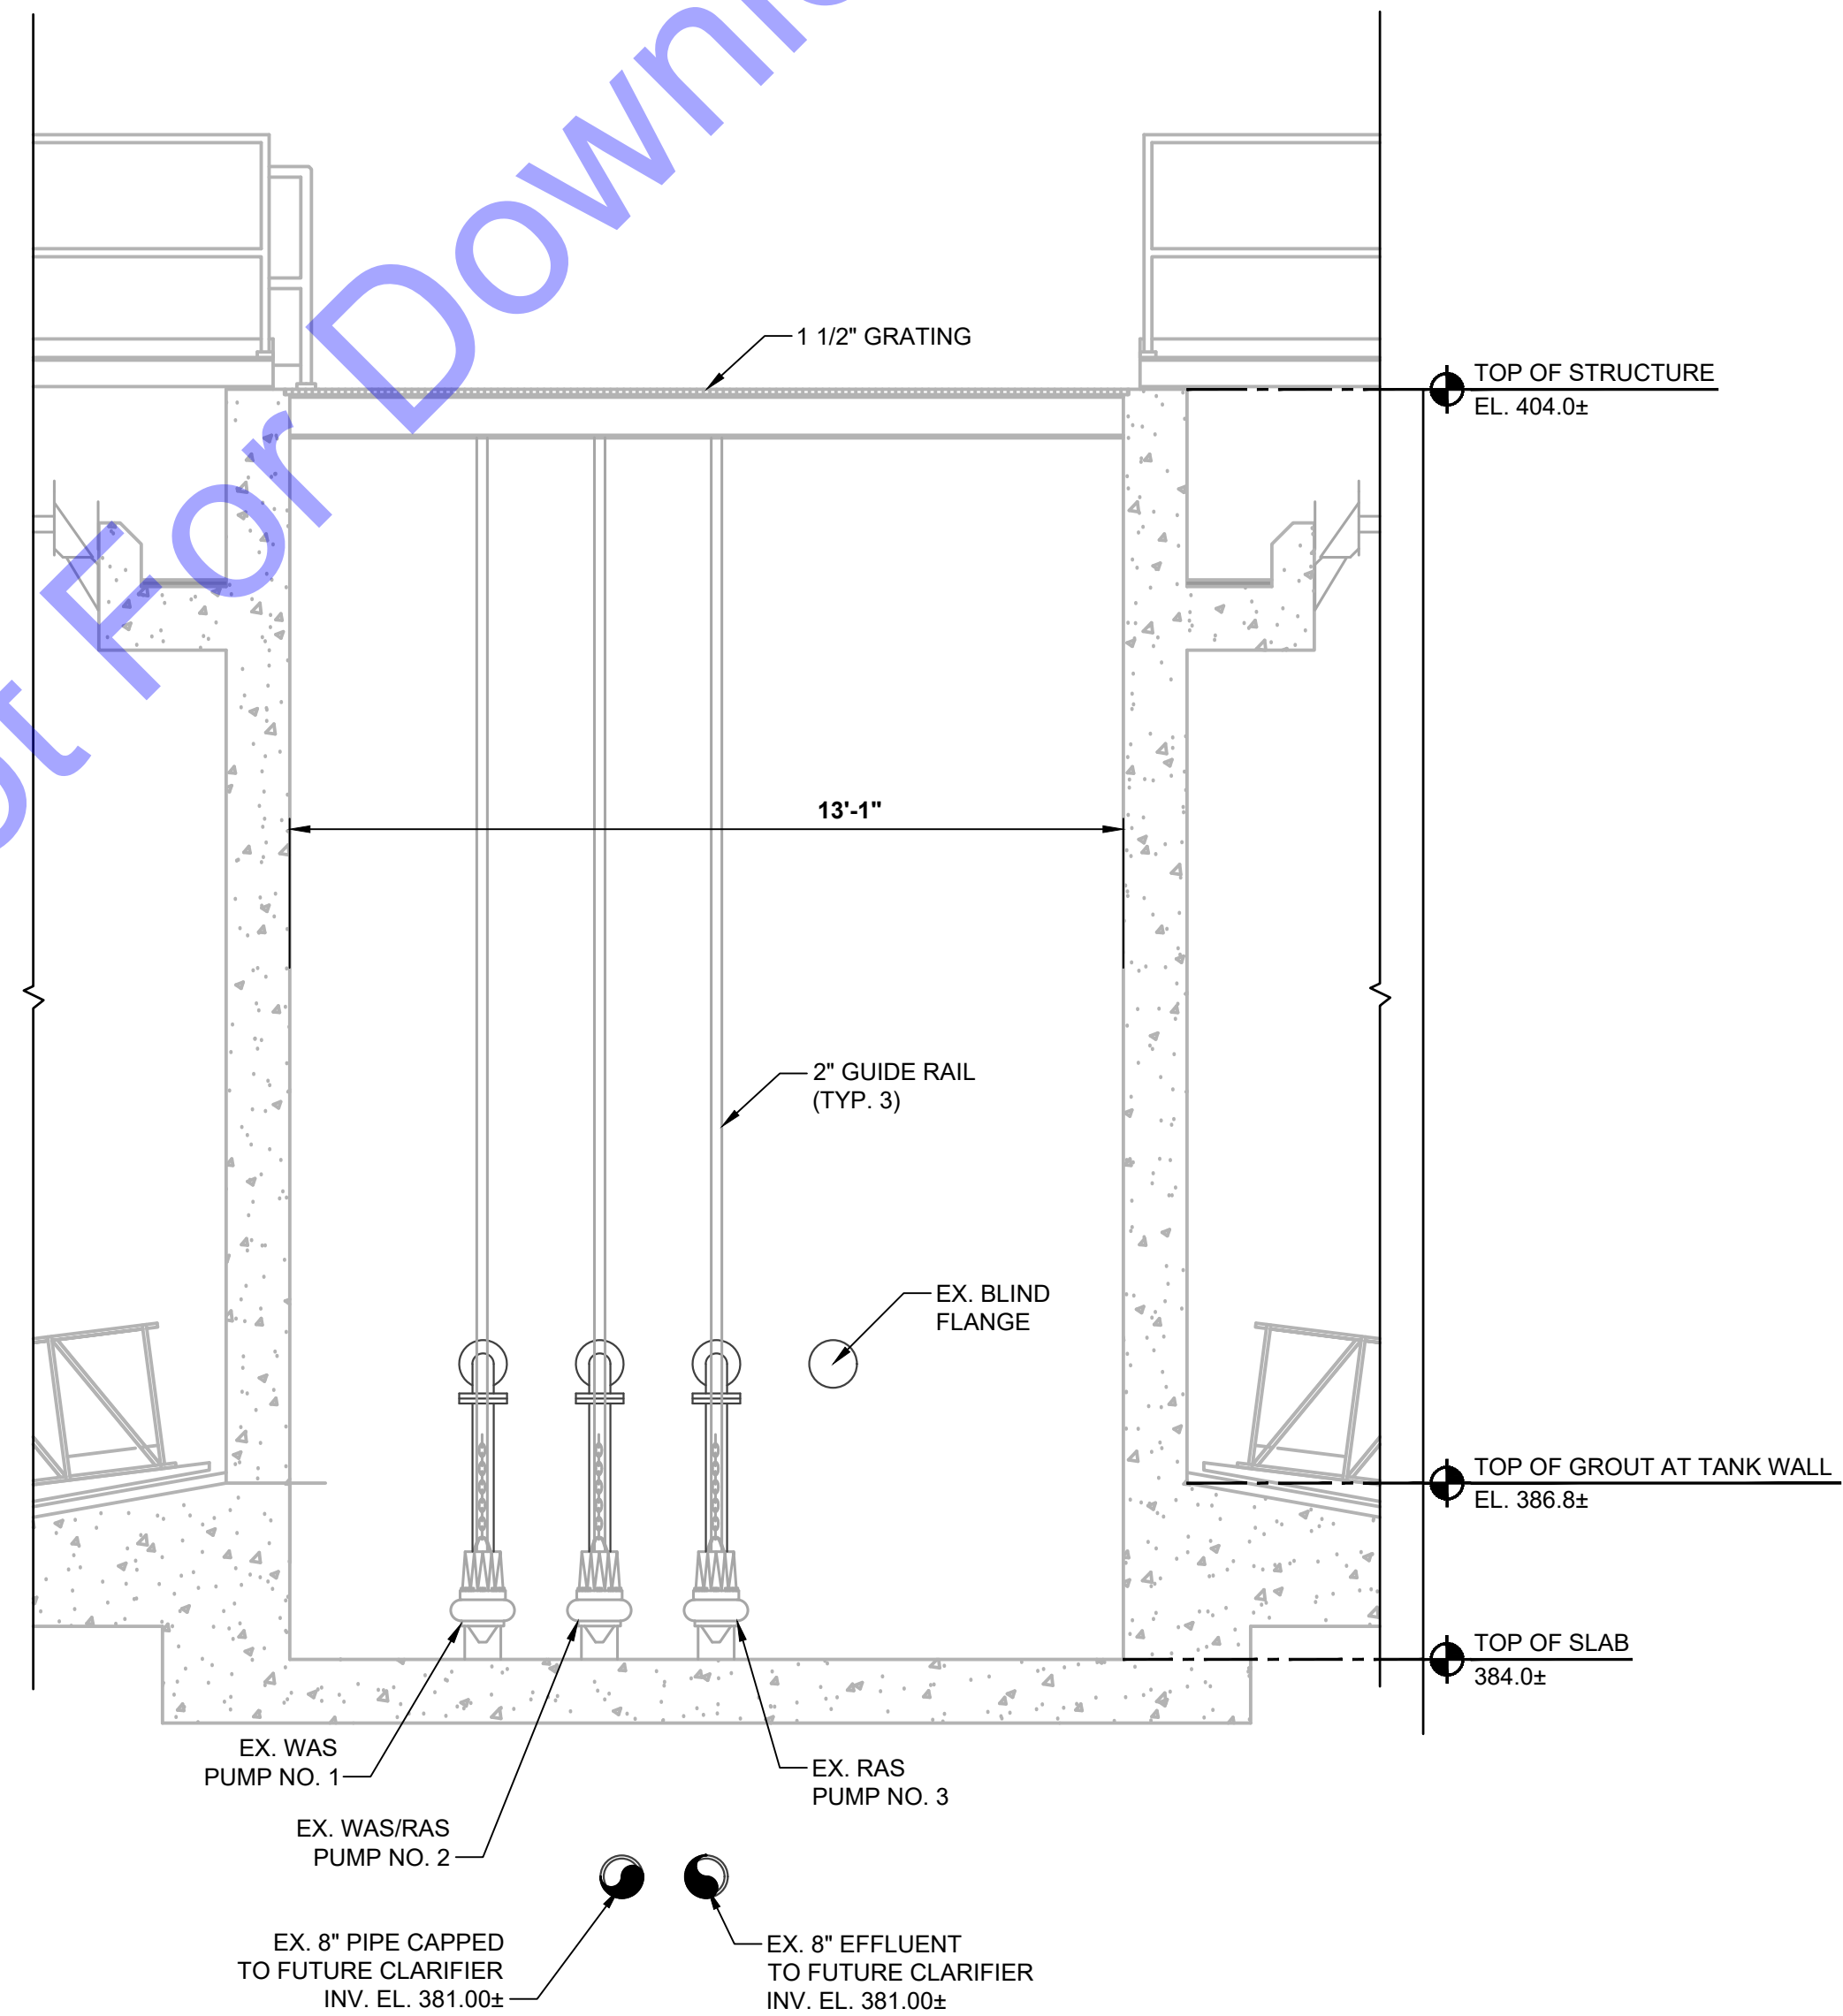 Not For Downlo
1 1/2" GRATING
TOP OF STRUCTURE
EL. 404.0±
13'-1"
2" GUIDE RAIL
(TYP. 3)
EX. BLIND
FLANGE
TOP OF GROUT AT TANK WALL
EL. 386.8±
TOP OF SLAB
384.0±
EX. WAS
PUMP NO. 1
EX. RAS
PUMP NO. 3
EX. WAS/RAS
PUMP NO. 2
EX. 8" PIPE CAPPED
TO FUTURE CLARIFIER
INV. EL. 381.00±
EX. 8" EFFLUENT
TO FUTURE CLARIFIER
INV. EL. 381.00±